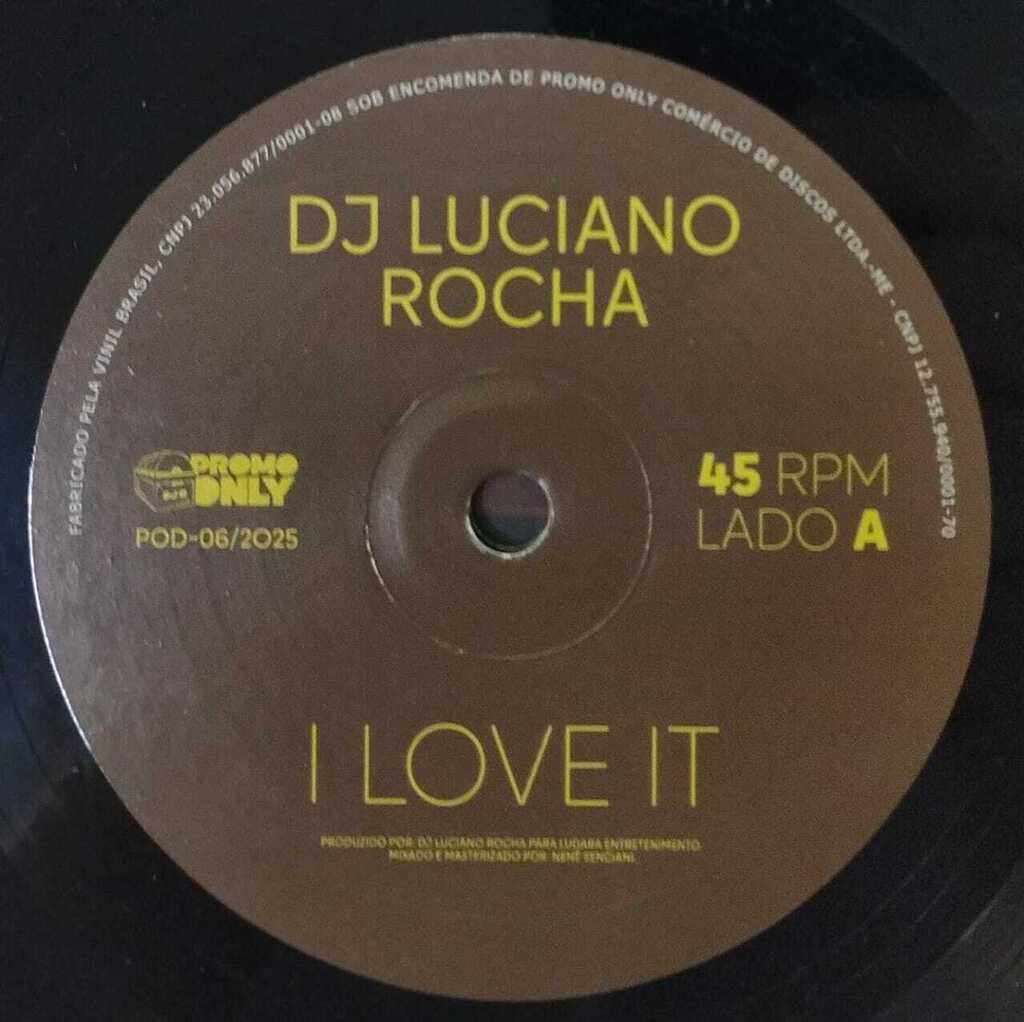 FABRICADO PELA VINIL BRASIL, CNPJ 23.056.877/0001-08 SOB ENCOMENDA DE PROMO ONLY COMÉRCIO DE DISCOS LTDA.-ME - CNPJ 12.755.940/0001-70
DJ LUCIANO
ROCHA
PROMO
ONLY
POD-06/2025
45 RPM
LADO A
I LOVE IT
PRODUZIDO POR: DJ LUCIANO ROCHA PARA LUDARA ENTRETENIMENTO.
MIXADO E MASTERIZADO POR: NENÊ SENCIANI.